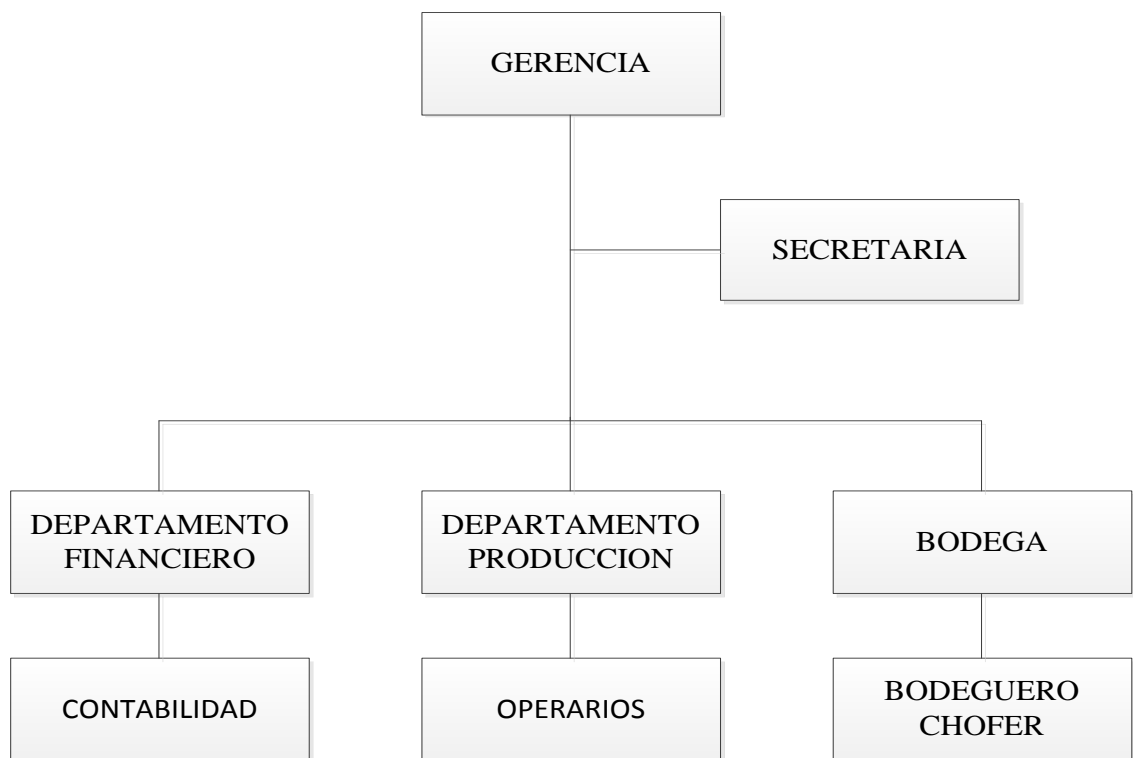 GERENCIA
SECRETARIA
DEPARTAMENTO
FINANCIERO
DEPARTAMENTO
PRODUCCION
BODEGA
CONTABILIDAD
OPERARIOS
BODEGUERO
CHOFER